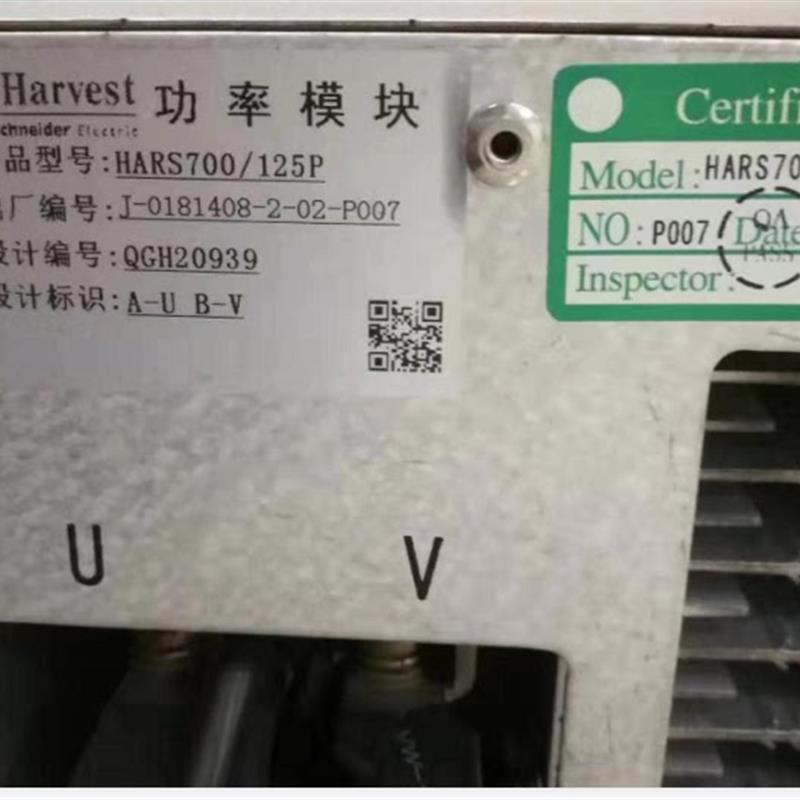 Harvest 功率模块
chneider Electric
品型号:HARS700/125P
厂编号:J-0181408-2-02-P007
设计编号:QGH20939
设计标识:A-U B-V
Certifi
Model:HARS70
NO:P007 Date
QA
PASS
Inspector:
U V